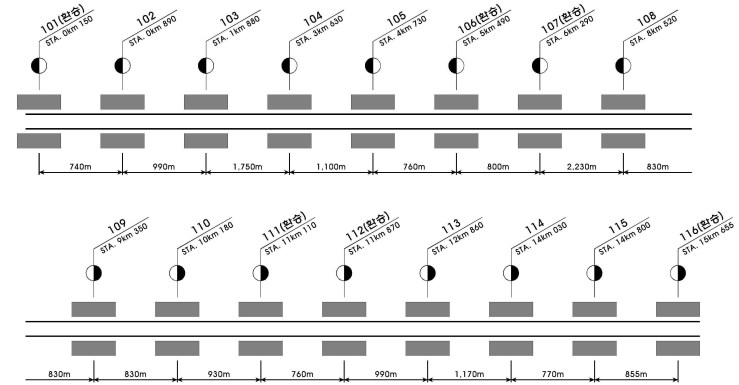 101(환승)
STA. 0km 150
102
STA. 0km 890
103
STA. 1km 880
104
STA. 3km 630
105
STA. 4km 730
106(환승)
STA. 5km 490
107(환승)
STA. 6km 290
108
STA. 8km 520
740m 990m 1,750m 1,100m 760m 800m 2,230m 830m
109
STA. 9km 350
110
STA. 10km 180
111(환승)
STA. 11km 110
112(환승)
STA. 11km 870
113
STA. 12km 860
114
STA. 14km 030
115
STA. 14km 800
116(환승)
STA. 15km 655
830m 830m 930m 760m 990m 1,170m 770m 855m